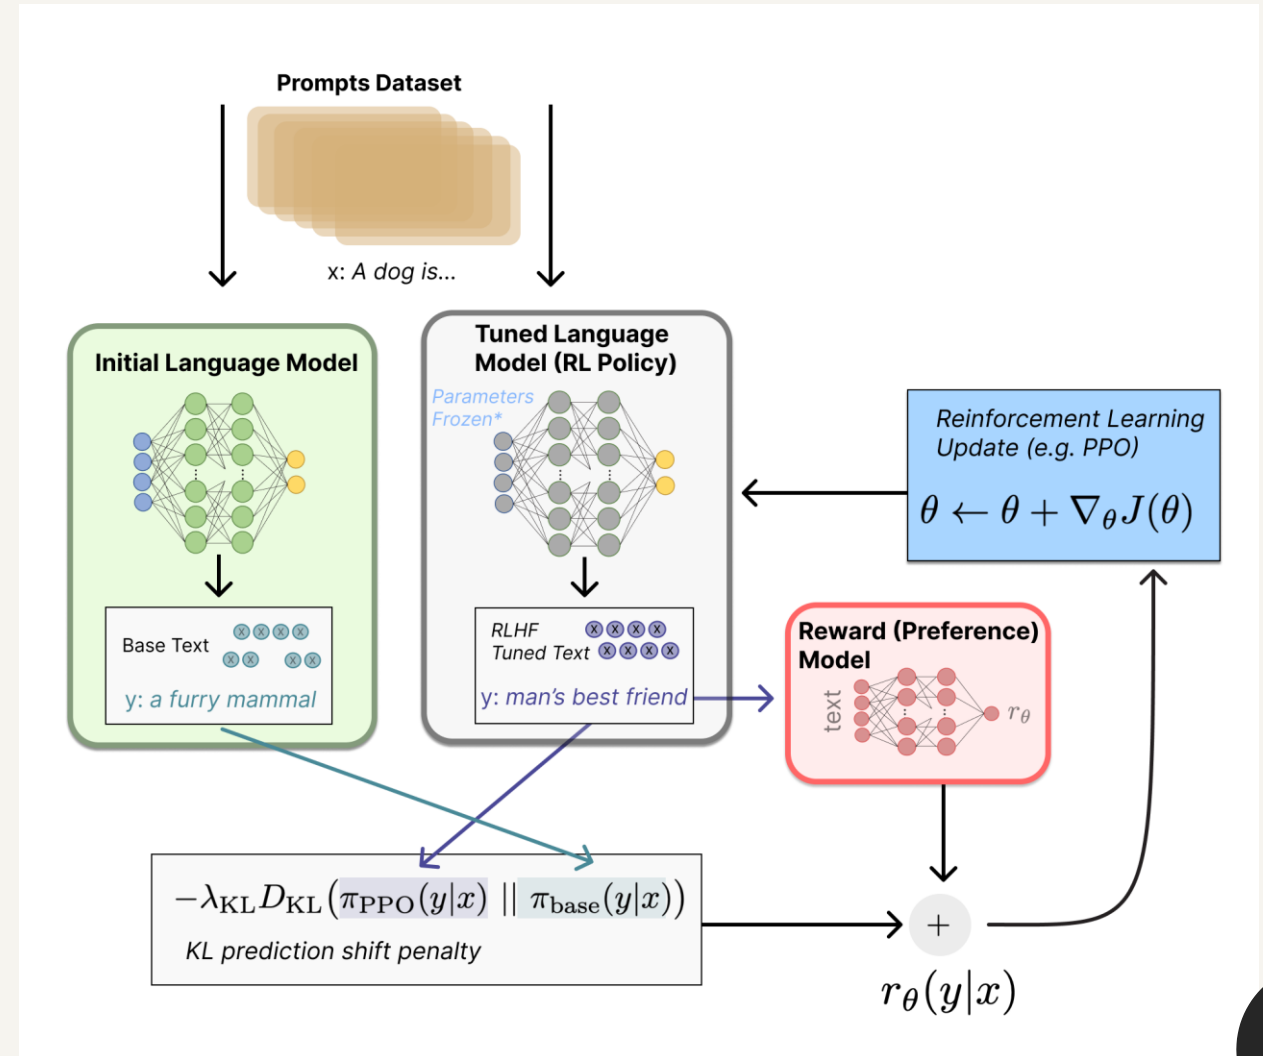 Prompts Dataset
x: A dog is...
Initial Language Model
Tuned Language
Model (RL Policy)
Parameters
Frozen*
Reinforcement Learning
Update (e.g. PPO)
θ ← θ + ∇θJ(θ)
Base Text
x x x x
x x x x
y: a furry mammal
RLHF
Tuned Text
x x x x
x x x x
y: man's best friend
Reward (Preference)
Model
text
rθ
−λKL DKL(πPPO(y|x) || πbase(y|x))
KL prediction shift penalty
+
rθ(y|x)